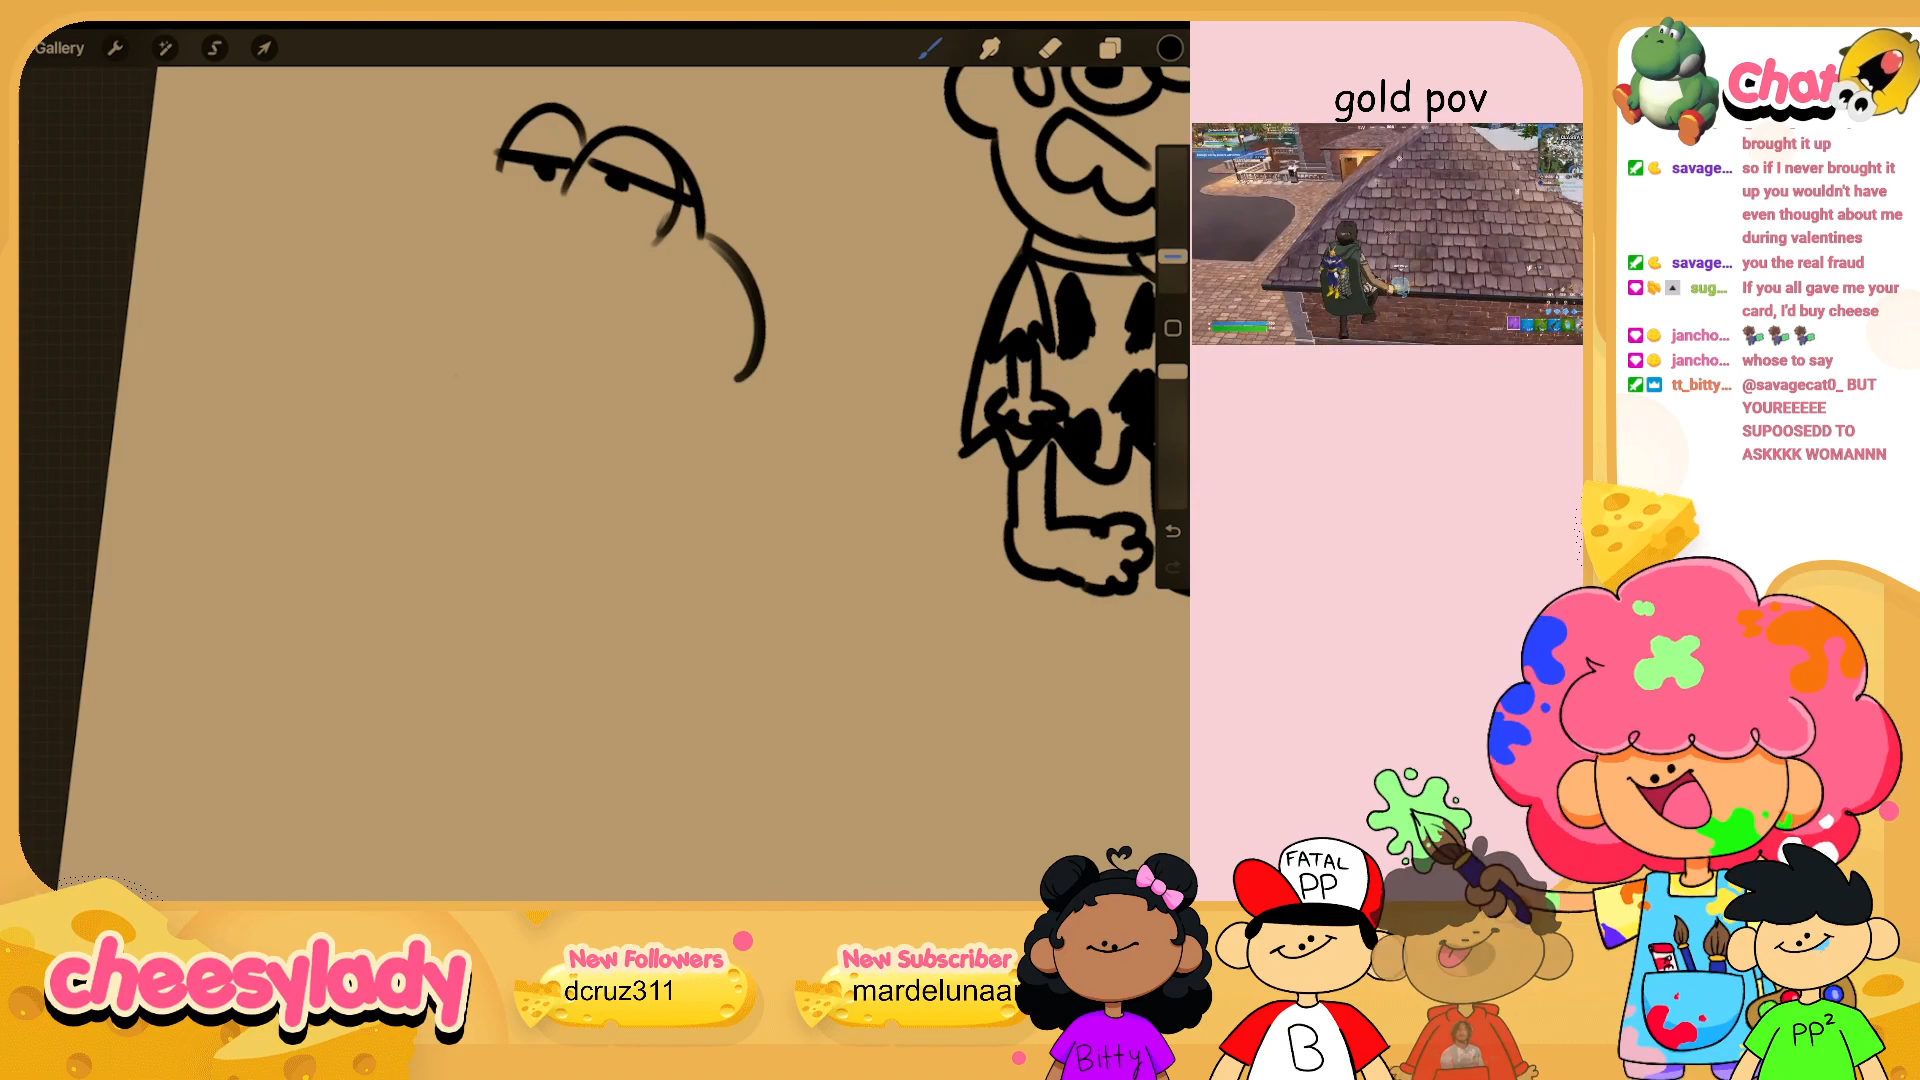 Gallery
gold pov
Chat
brought it up
savage... so if I never brought it
up you wouldn't have
even thought about me
during valentines
savage... you the real fraud
sug... If you all gave me your
card, I'd buy cheese
jancho...
jancho... whose to say
tt_bitty... @savagecat0_ BUT
YOUREEEEE
SUPOOSEDD TO
ASKKKK WOMANNN
cheesylady
New Followers
dcruz311
New Subscriber
mardelunaar
FATAL
PP
Bitty
B
PP²